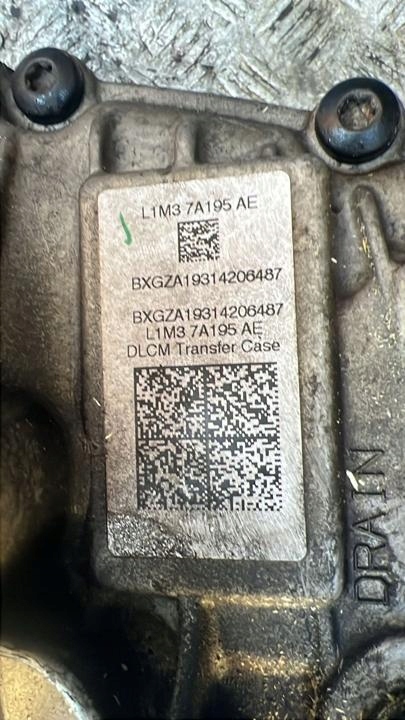 L1M3 7A195 AE
BXGZA19314206487
BXGZA19314206487
L1M3 7A195 AE
DLCM Transfer Case
DRAIN